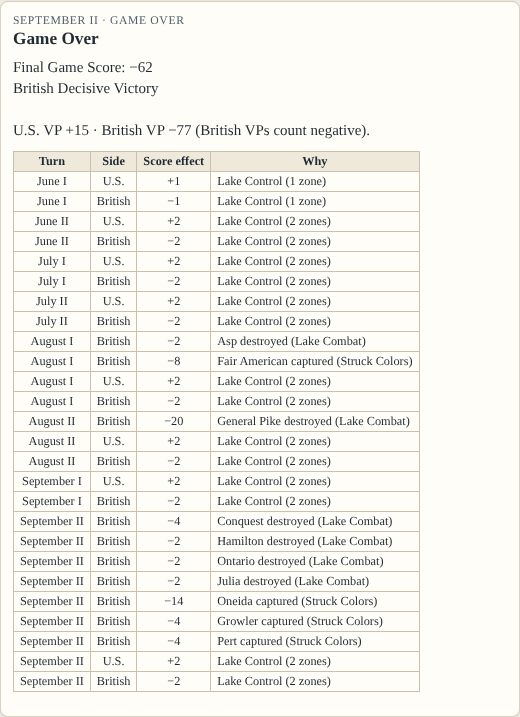 SEPTEMBER II · GAME OVER
Game Over
Final Game Score: −62
British Decisive Victory
U.S. VP +15 · British VP −77 (British VPs count negative).
Turn Side Score effect Why
June I U.S. +1 Lake Control (1 zone)
June I British −1 Lake Control (1 zone)
June II U.S. +2 Lake Control (2 zones)
June II British −2 Lake Control (2 zones)
July I U.S. +2 Lake Control (2 zones)
July I British −2 Lake Control (2 zones)
July II U.S. +2 Lake Control (2 zones)
July II British −2 Lake Control (2 zones)
August I British −2 Asp destroyed (Lake Combat)
August I British −8 Fair American captured (Struck Colors)
August I U.S. +2 Lake Control (2 zones)
August I British −2 Lake Control (2 zones)
August II British −20 General Pike destroyed (Lake Combat)
August II U.S. +2 Lake Control (2 zones)
August II British −2 Lake Control (2 zones)
September I U.S. +2 Lake Control (2 zones)
September I British −2 Lake Control (2 zones)
September II British −4 Conquest destroyed (Lake Combat)
September II British −2 Hamilton destroyed (Lake Combat)
September II British −2 Ontario destroyed (Lake Combat)
September II British −2 Julia destroyed (Lake Combat)
September II British −14 Oneida captured (Struck Colors)
September II British −4 Growler captured (Struck Colors)
September II British −4 Pert captured (Struck Colors)
September II U.S. +2 Lake Control (2 zones)
September II British −2 Lake Control (2 zones)